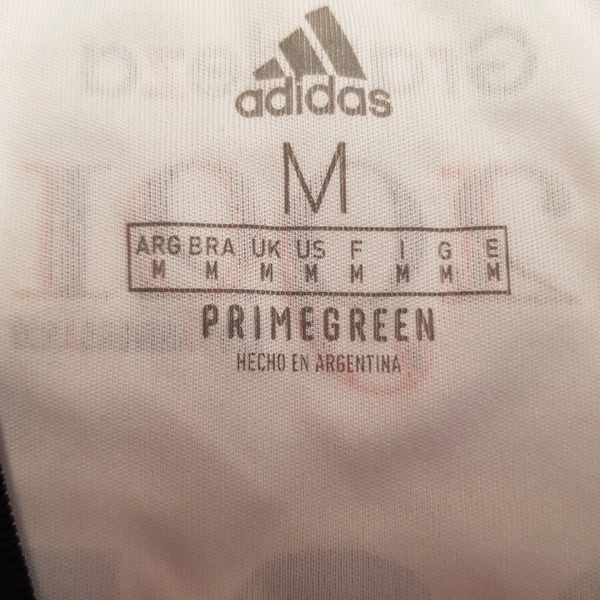 adidas
M
ARG BRA UK US F I G E
M M M M M M M M
PRIMEGREEN
HECHO EN ARGENTINA